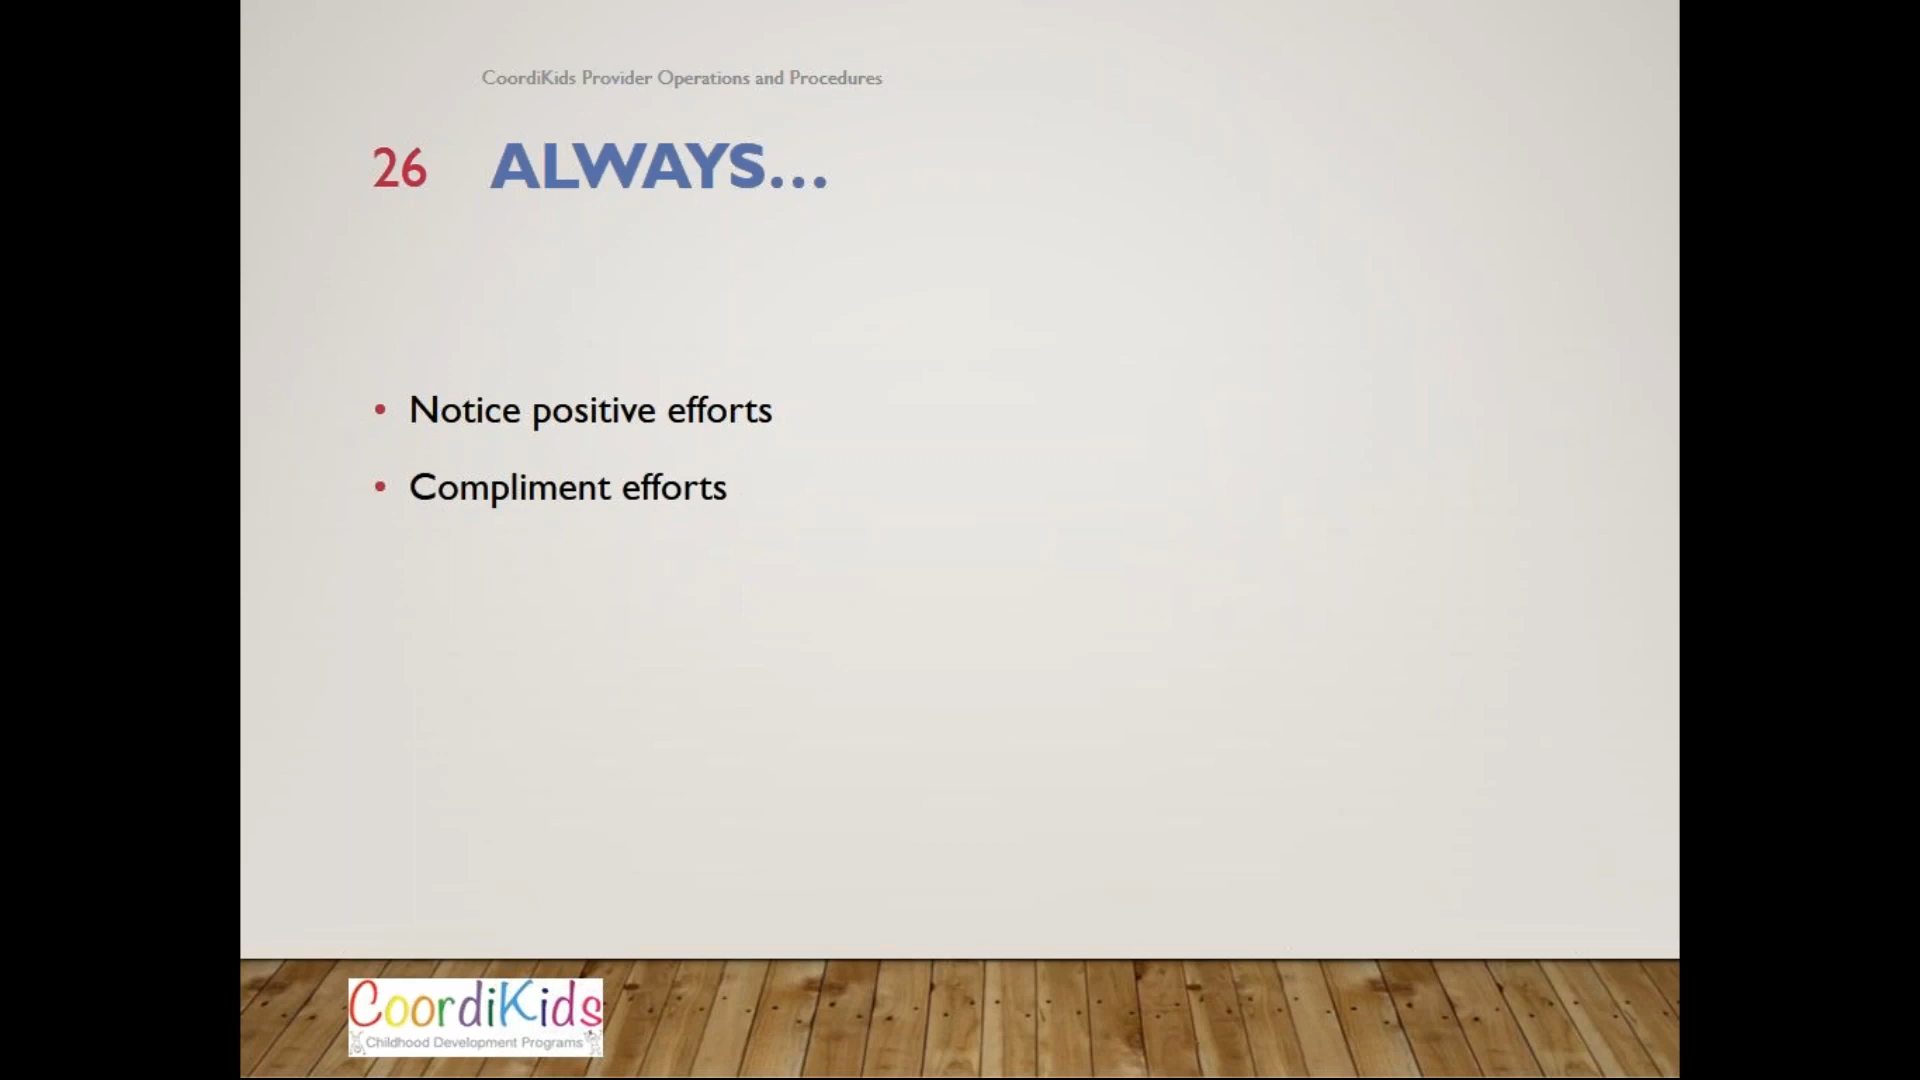 CoordiKids Provider Operations and Procedures
26 ALWAYS...
• Notice positive efforts
• Compliment efforts
CoordiKids
Childhood Development Programs